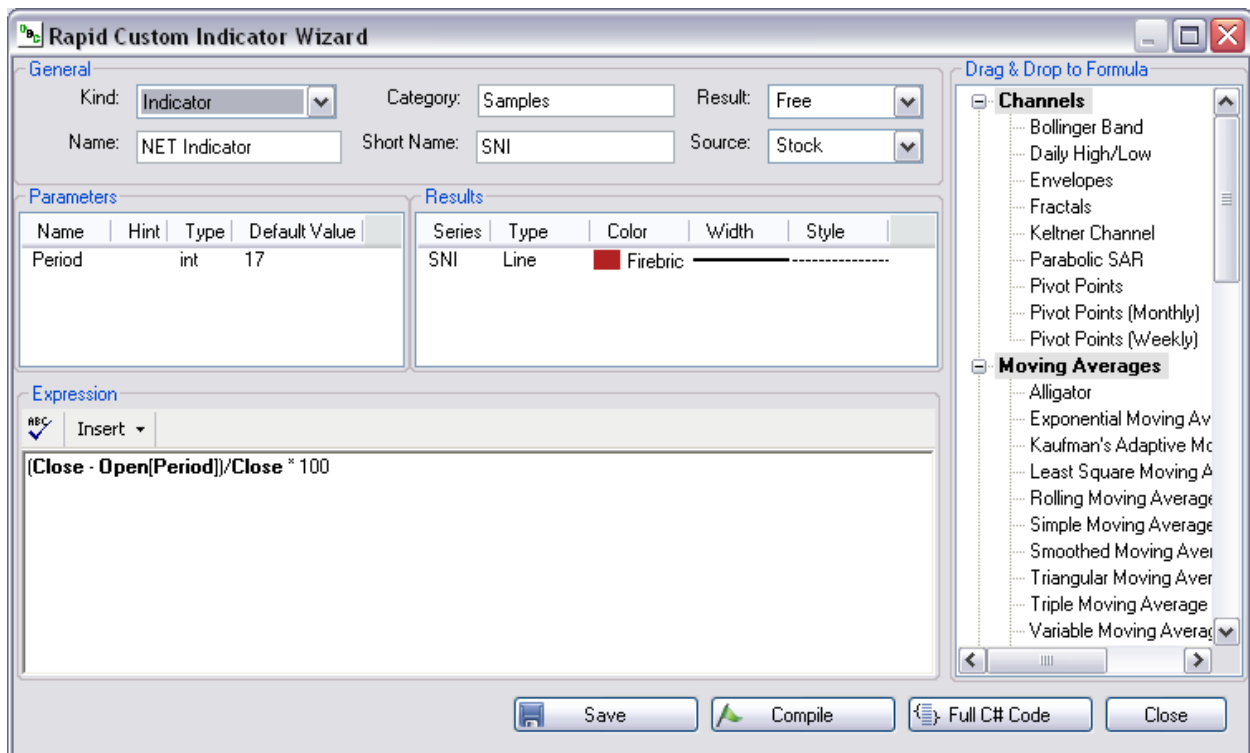 Rapid Custom Indicator Wizard
General
Kind: Indicator Category: Samples Result: Free
Name: NET Indicator Short Name: SNI Source: Stock
Parameters
Name Hint Type Default Value
Period int 17
Results
Series Type Color Width Style
SNI Line Firebric
Expression
ABC Insert
(Close - Open[Period])/Close * 100
Drag & Drop to Formula
Channels
Bollinger Band
Daily High/Low
Envelopes
Fractals
Keltner Channel
Parabolic SAR
Pivot Points
Pivot Points (Monthly)
Pivot Points (Weekly)
Moving Averages
Alligator
Exponential Moving Av
Kaufman's Adaptive Mo
Least Square Moving A
Rolling Moving Average
Simple Moving Average
Smoothed Moving Aver
Triangular Moving Aver
Triple Moving Average
Variable Moving Averag
Save Compile Full C# Code Close